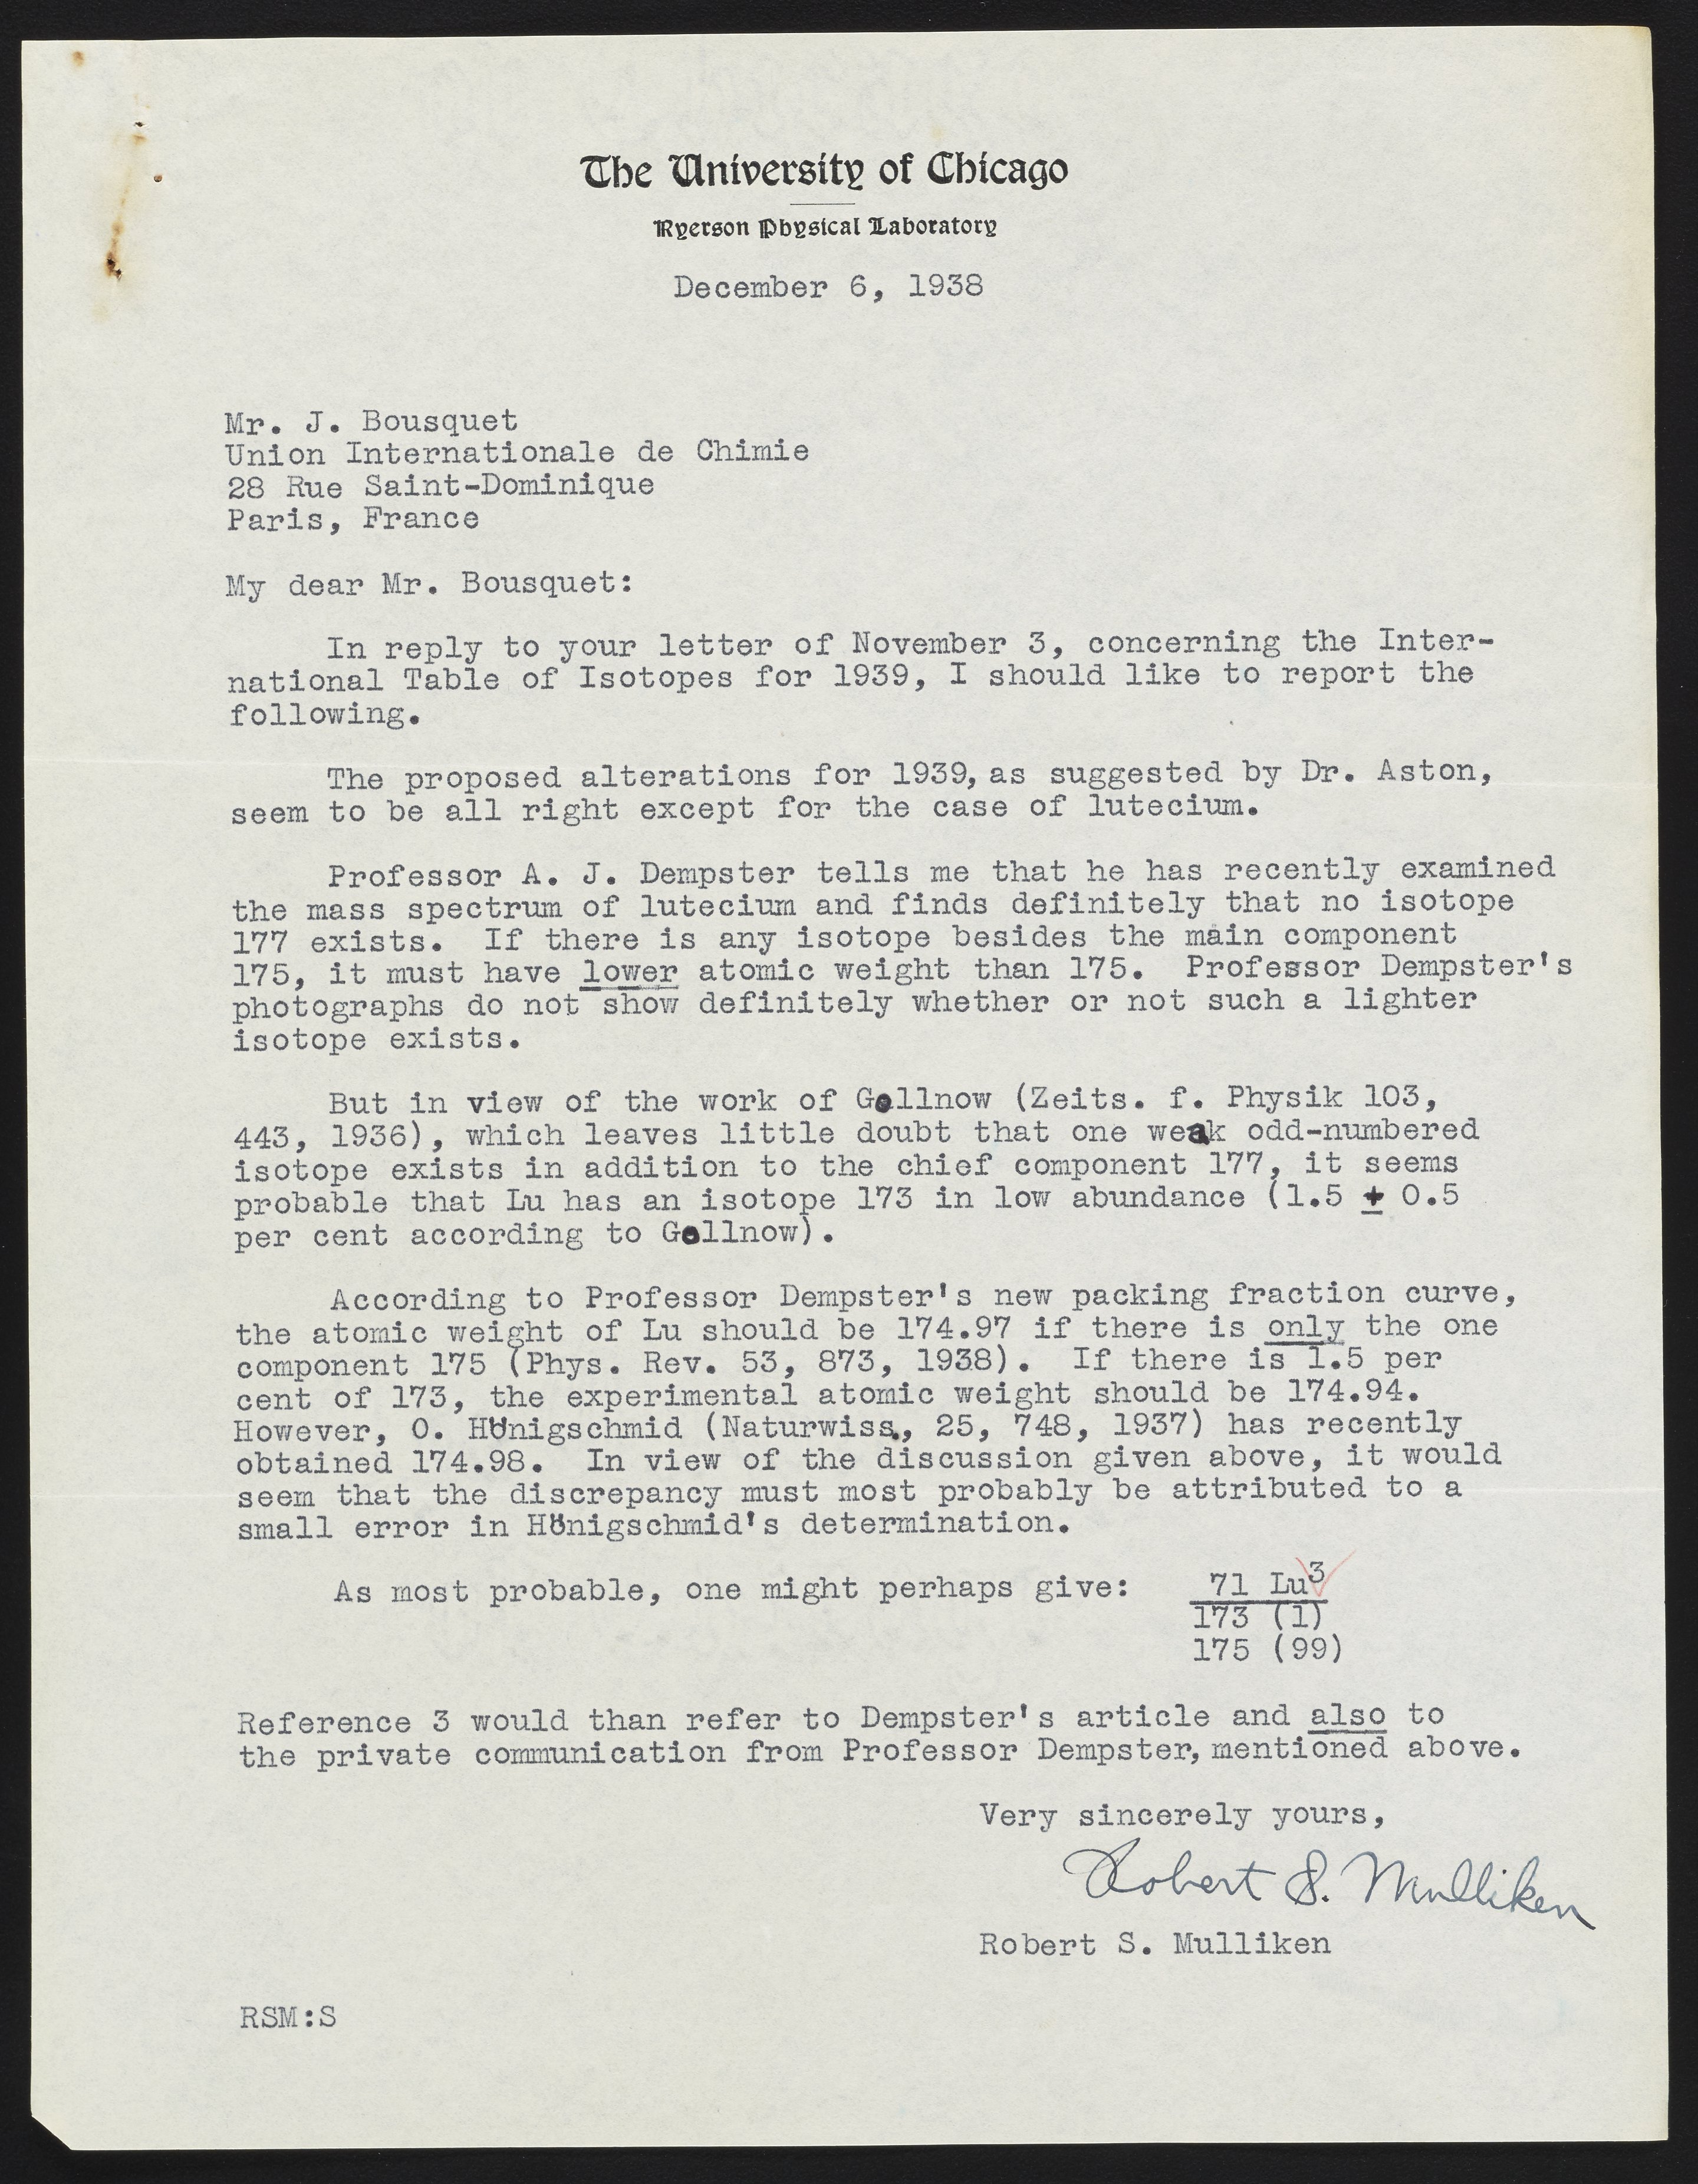 The University of Chicago
Ryerson Physical Laboratory
December 6, 1938
Mr. J. Bousquet
Union Internationale de Chimie
28 Rue Saint-Dominique
Paris, France
My dear Mr. Bousquet:
In reply to your letter of November 3, concerning the Inter-
national Table of Isotopes for 1939, I should like to report the
following.
The proposed alterations for 1939, as suggested by Dr. Aston,
seem to be all right except for the case of lutecium.
Professor A. J. Dempster tells me that he has recently examined
the mass spectrum of lutecium and finds definitely that no isotope
177 exists. If there is any isotope besides the main component
175, it must have lower atomic weight than 175. Professor Dempster's
photographs do not show definitely whether or not such a lighter
isotope exists.
But in view of the work of Gollnow (Zeits. f. Physik 103,
443, 1936), which leaves little doubt that one weak odd-numbered
isotope exists in addition to the chief component 177, it seems
probable that Lu has an isotope 173 in low abundance (1.5 ± 0.5
per cent according to Gollnow).
According to Professor Dempster's new packing fraction curve,
the atomic weight of Lu should be 174.97 if there is only the one
component 175 (Phys. Rev. 53, 873, 1938). If there is 1.5 per
cent of 173, the experimental atomic weight should be 174.94.
However, O. Hönigschmid (Naturwiss., 25, 748, 1937) has recently
obtained 174.98. In view of the discussion given above, it would
seem that the discrepancy must most probably be attributed to a
small error in Hönigschmid's determination.
As most probable, one might perhaps give: 71 Lu³
173 (1)
175 (99)
Reference 3 would than refer to Dempster's article and also to
the private communication from Professor Dempster, mentioned above.
Very sincerely yours,
Robert S. Mulliken
Robert S. Mulliken
RSM:S